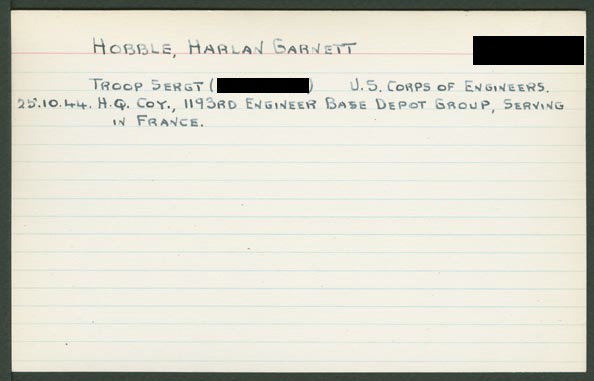 HOBBLE, HARLAN GARNETT
TROOP SERGT ( ) U.S. CORPS OF ENGINEERS.
25.10.44. H.Q. COY., 1193RD ENGINEER BASE DEPOT GROUP, SERVING
IN FRANCE.